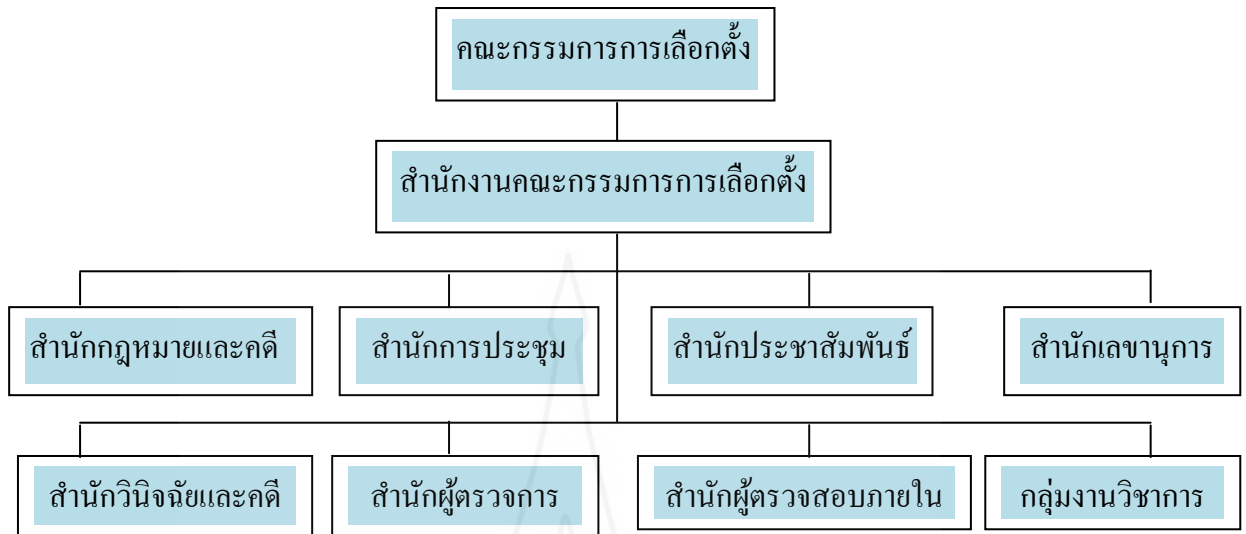 คณะกรรมการการเลือกตั้ง
สำนักงานคณะกรรมการการเลือกตั้ง
สำนักกฎหมายและคดี
สำนักการประชุม
สำนักประชาสัมพันธ์
สำนักเลขานุการ
สำนักวินิจฉัยและคดี
สำนักผู้ตรวจการ
สำนักผู้ตรวจสอบภายใน
กลุ่มงานวิชาการ